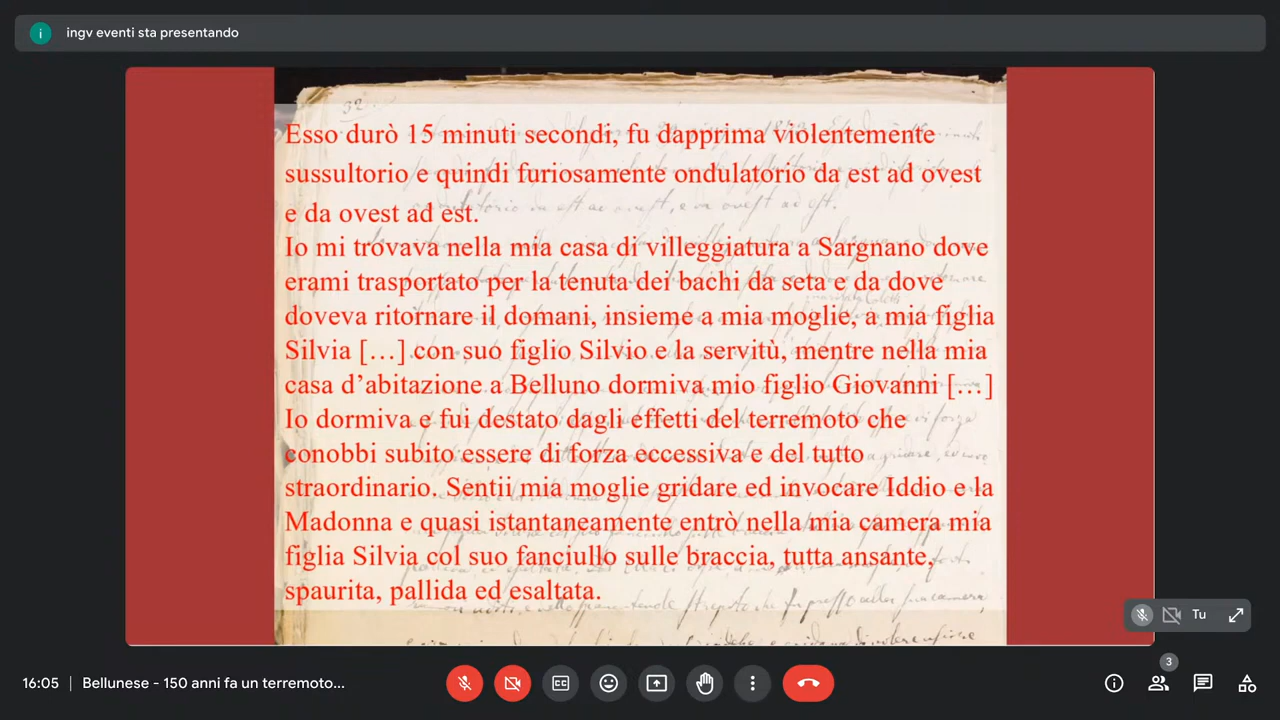 i ingv eventi sta presentando
32
Esso durò 15 minuti secondi, fu dapprima violentemente
sussultorio e quindi furiosamente ondulatorio da est ad ovest
e da ovest ad est.
Io mi trovava nella mia casa di villeggiatura a Sargnano dove
erami trasportato per la tenuta dei bachi da seta e da dove
doveva ritornare il domani, insieme a mia moglie, a mia figlia
Silvia […] con suo figlio Silvio e la servitù, mentre nella mia
casa d’abitazione a Belluno dormiva mio figlio Giovanni […]
Io dormiva e fui destato dagli effetti del terremoto che
conobbi subito essere di forza eccessiva e del tutto
straordinario. Sentii mia moglie gridare ed invocare Iddio e la
Madonna e quasi istantaneamente entrò nella mia camera mia
figlia Silvia col suo fanciullo sulle braccia, tutta ansante,
spaurita, pallida ed esaltata.
Tu
3
16:05 | Bellunese - 150 anni fa un terremoto...
CC